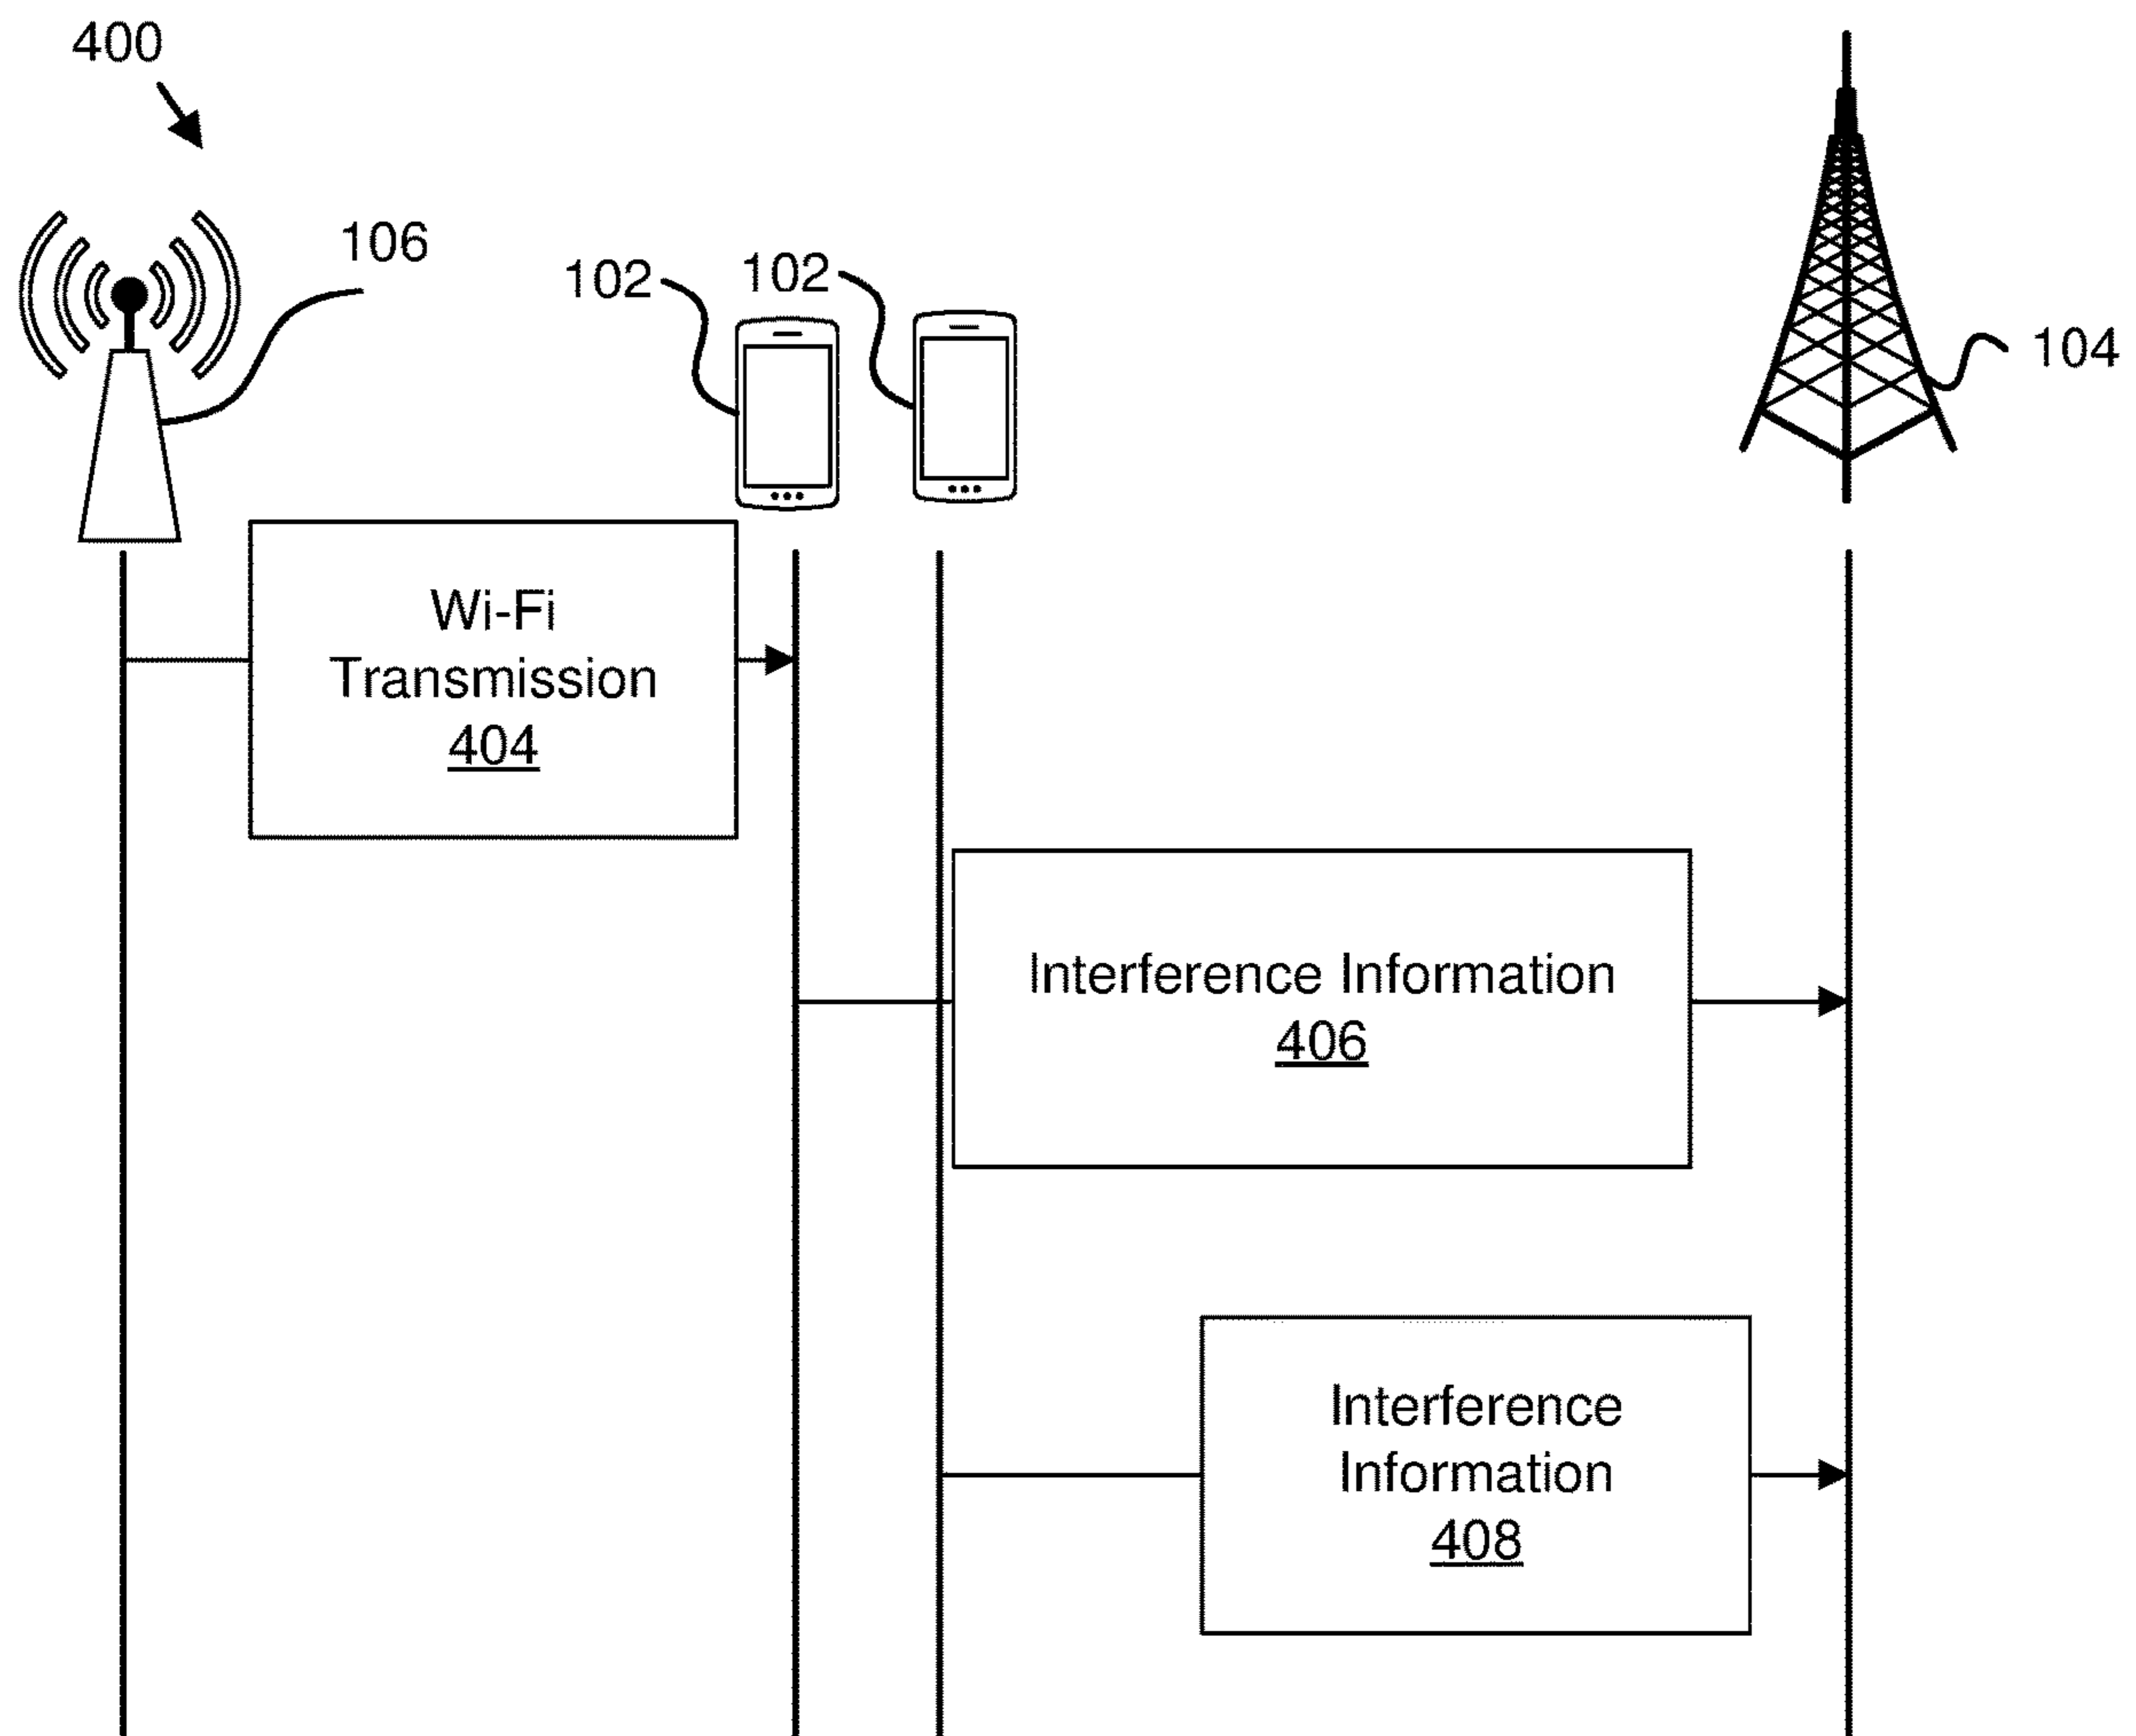 400
106
102
102
104
Wi-Fi
Transmission
404
Interference Information
406
Interference
Information
408